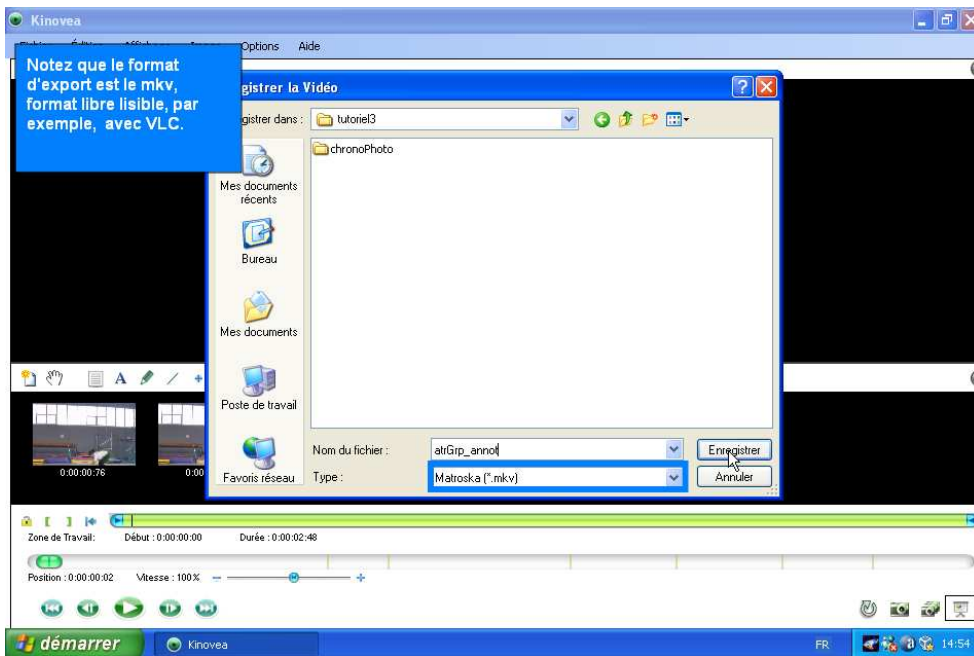 Kinovea
Options Aide
Notez que le format
d'export est le mkv,
format libre lisible, par
exemple, avec VLC.
gistrer la Vidéo
gistrer dans : tutoriel3
chronoPhoto
Mes documents
récents
Bureau
Mes documents
Poste de travail
Favoris réseau
Nom du fichier : atrGrp_annot Enregistrer
Type : Matroska (*.mkv) Annuler
A
0:00:00:76 0:00
Zone de Travail: Début : 0:00:00:00 Durée : 0:00:02:48
Position : 0:00:00:02 Vitesse : 100%
démarrer Kinovea FR 14:54